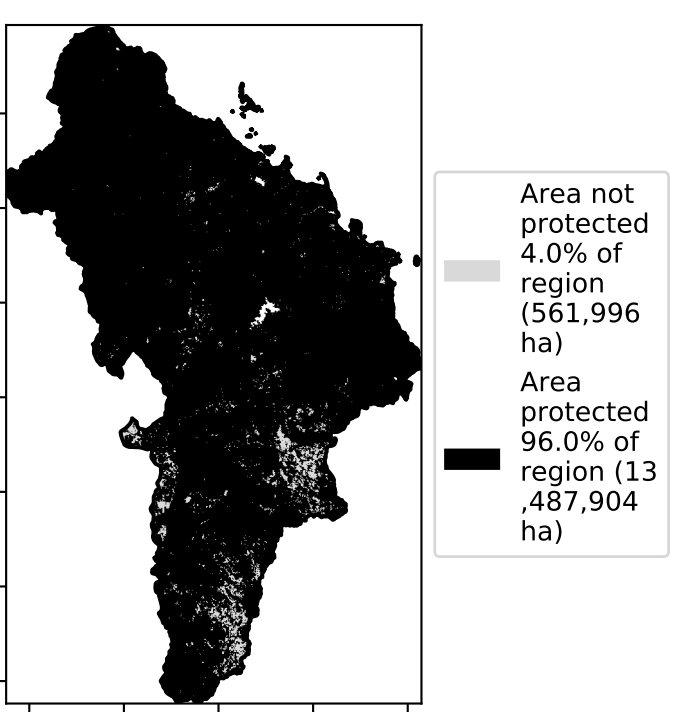 Area not
protected
4.0% of
region
(561,996
ha)
Area
protected
96.0% of
region (13
,487,904
ha)